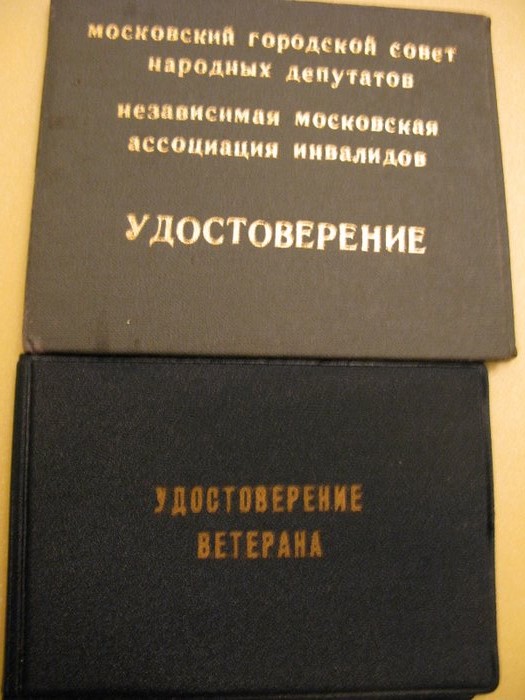 московский городской совет
народных депутатов
независимая московская
ассоциация инвалидов
УДОСТОВЕРЕНИЕ
УДОСТОВЕРЕНИЕ
ВЕТЕРАНА